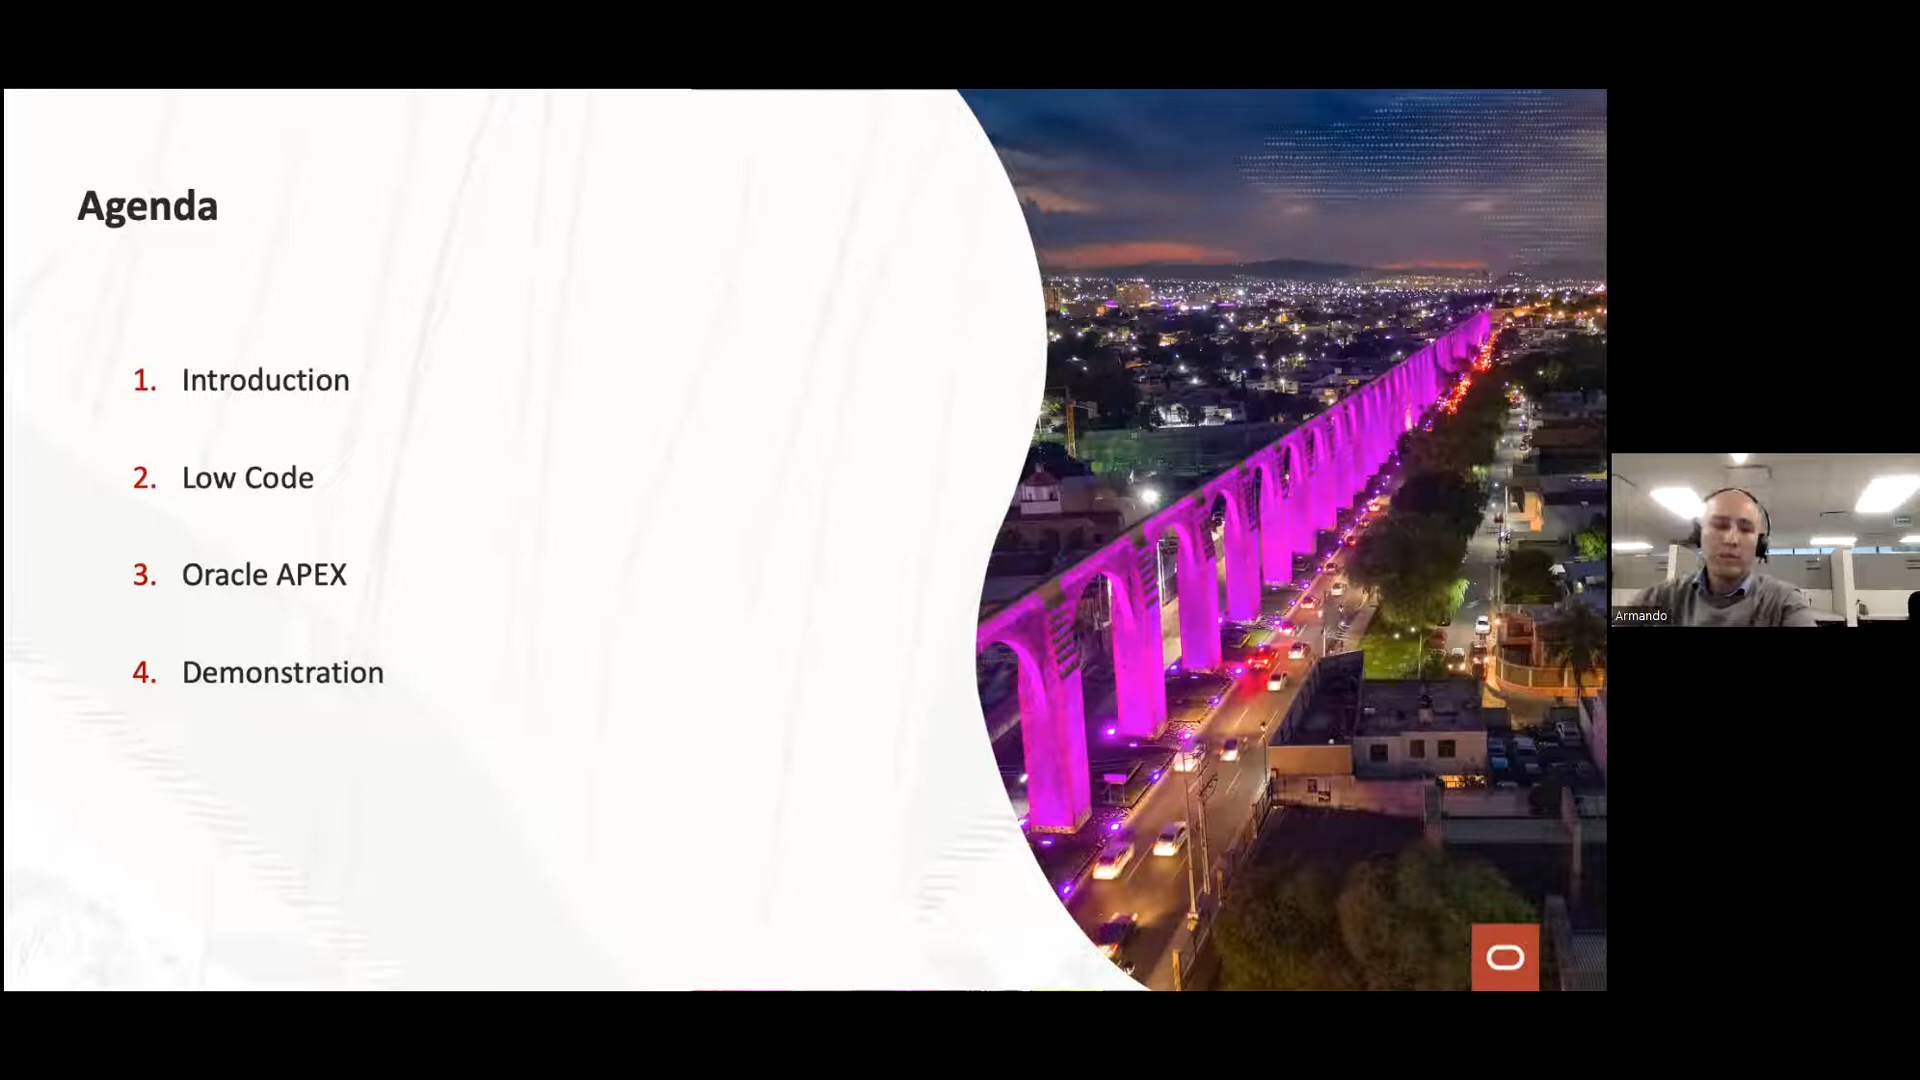 Agenda
1. Introduction
2. Low Code
3. Oracle APEX
4. Demonstration
Armando